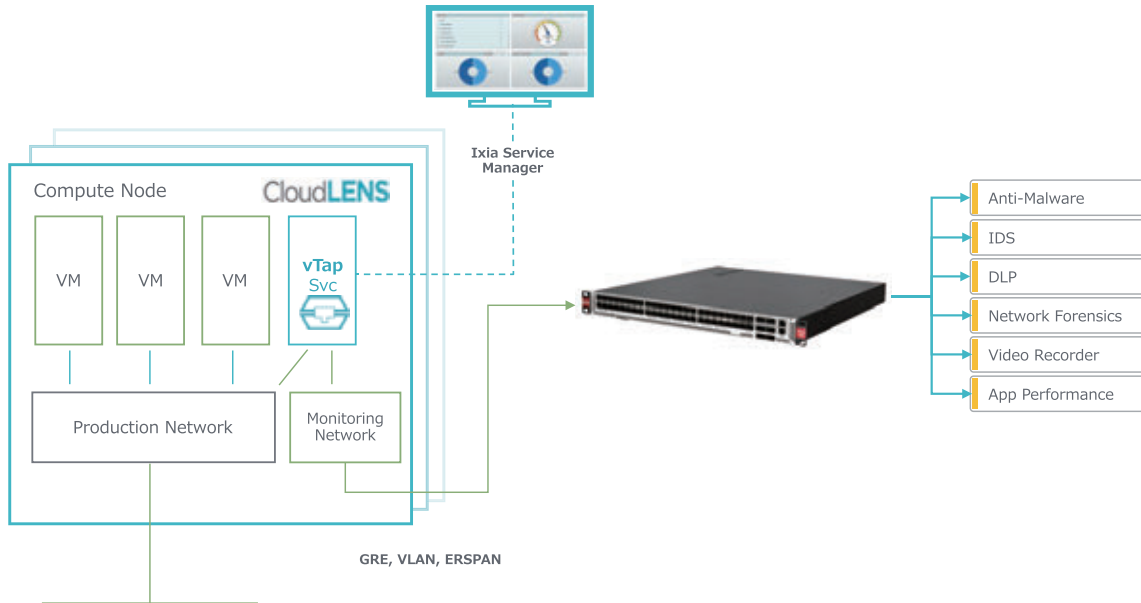 Ixia Service
Manager
Compute Node
CloudLENS
VM
VM
VM
vTap
Svc
Production Network
Monitoring
Network
GRE, VLAN, ERSPAN
Anti-Malware
IDS
DLP
Network Forensics
Video Recorder
App Performance